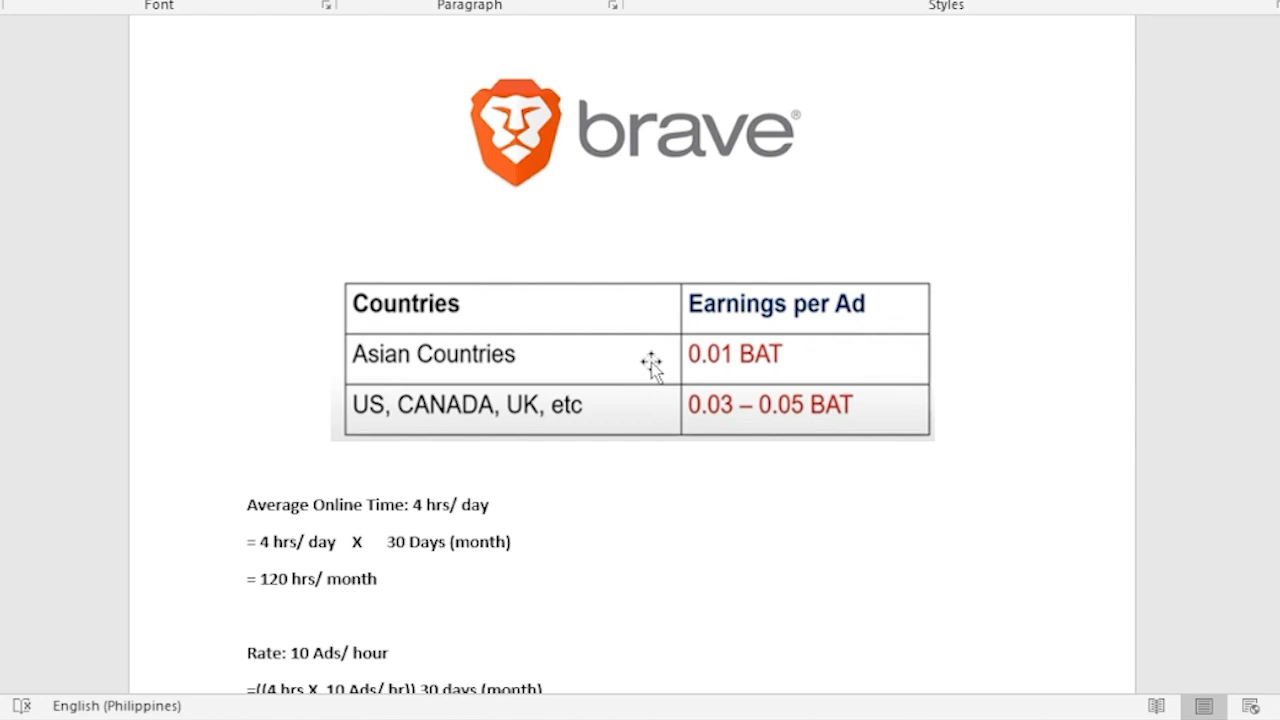 Font Paragraph Styles
brave®
Countries Earnings per Ad
Asian Countries 0.01 BAT
US, CANADA, UK, etc 0.03 – 0.05 BAT
Average Online Time: 4 hrs/ day
= 4 hrs/ day X 30 Days (month)
= 120 hrs/ month
Rate: 10 Ads/ hour
=((4 hrs X 10 Ads/ hr)) 30 days (month)
English (Philippines)